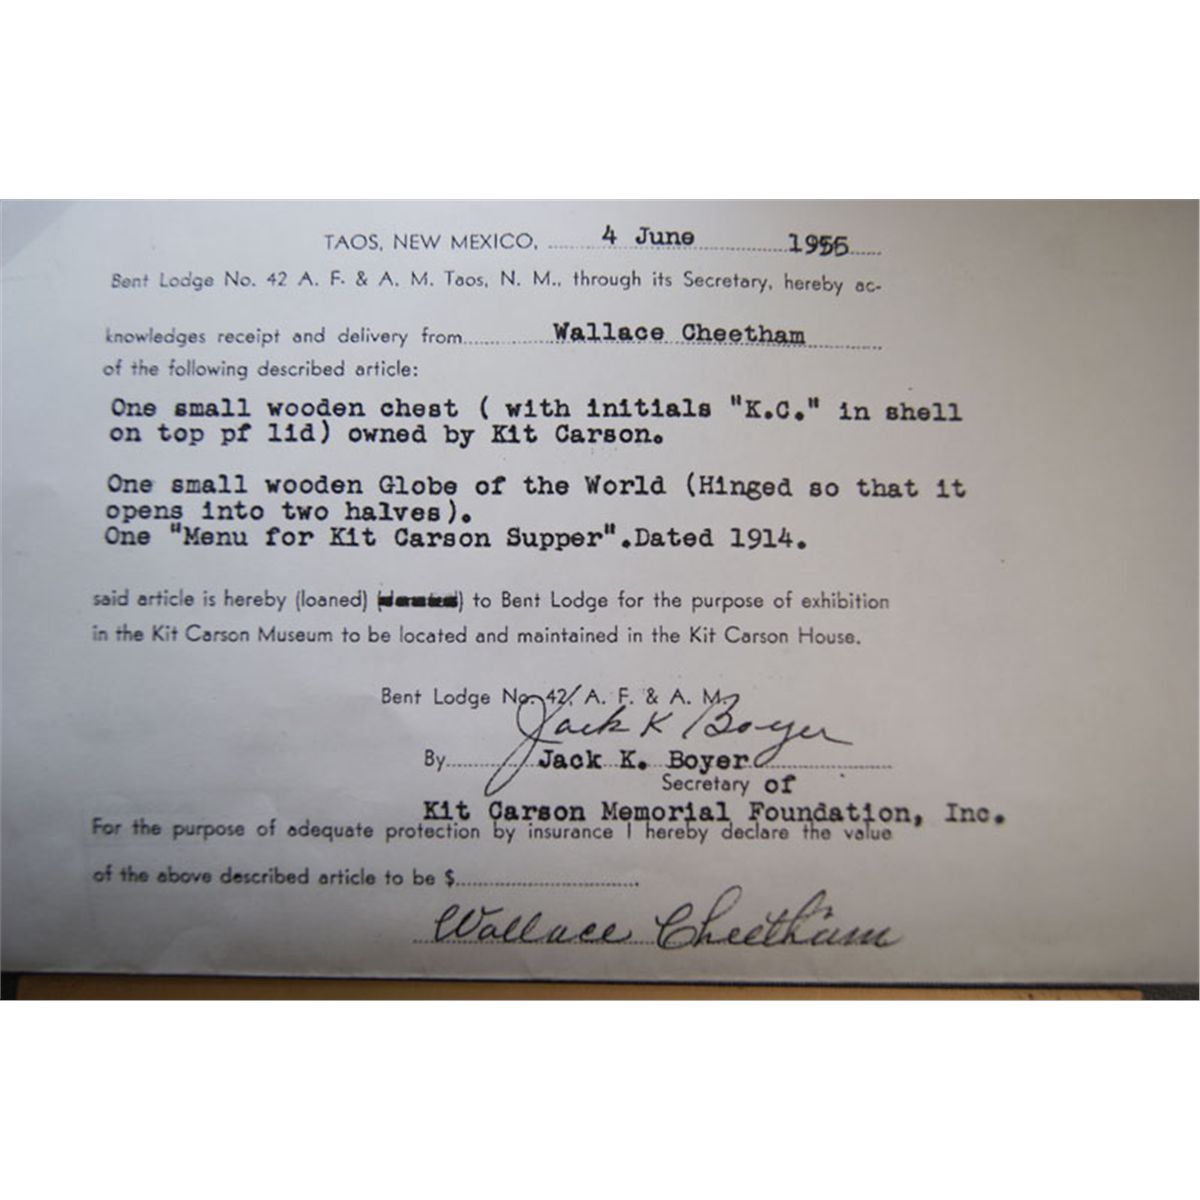 TAOS, NEW MEXICO, 4 June 1956
Bent Lodge No. 42 A. F. & A. M. Taos, N. M., through its Secretary, hereby ac-
knowledges receipt and delivery from Wallace Cheetham
of the following described article:
One small wooden chest ( with initials "K.C." in shell
on top pf lid) owned by Kit Carson.
One small wooden Globe of the World (Hinged so that it
opens into two halves).
One "Menu for Kit Carson Supper".Dated 1914.
said article is hereby (loaned) ( ) to Bent Lodge for the purpose of exhibition
in the Kit Carson Museum to be located and maintained in the Kit Carson House.
Bent Lodge No. 42, A. F. & A. M.
Jack K Boyer
By Jack K. Boyer
Secretary of
Kit Carson Memorial Foundation, Inc.
For the purpose of adequate protection by insurance I hereby declare the value
of the above described article to be $
Wallace Cheetham